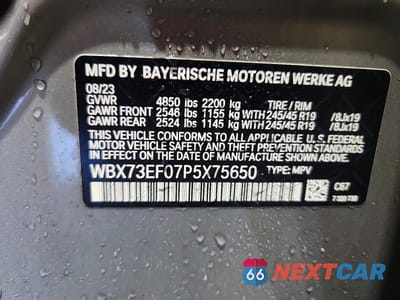 MFD BY BAYERISCHE MOTOREN WERKE AG
08/23
GVWR 4850 lbs 2200 kg TIRE / RIM
GAWR FRONT 2546 lbs 1155 kg 245/45 R19 /8Jx19
GAWR REAR 2524 lbs 1145 kg 245/45 R19 /8Jx19
THIS VEHICLE CONFORMS TO ALL APPLICABLE U.S. FEDERAL
MOTOR VEHICLE SAFETY, BUMPER, AND THEFT PREVENTION
STANDARDS IN EFFECT ON THE DATE OF MANUFACTURE SHOWN ABOVE.
WBX73EF07P5X75650 TYPE: MPV
C67
66 NEXTCAR